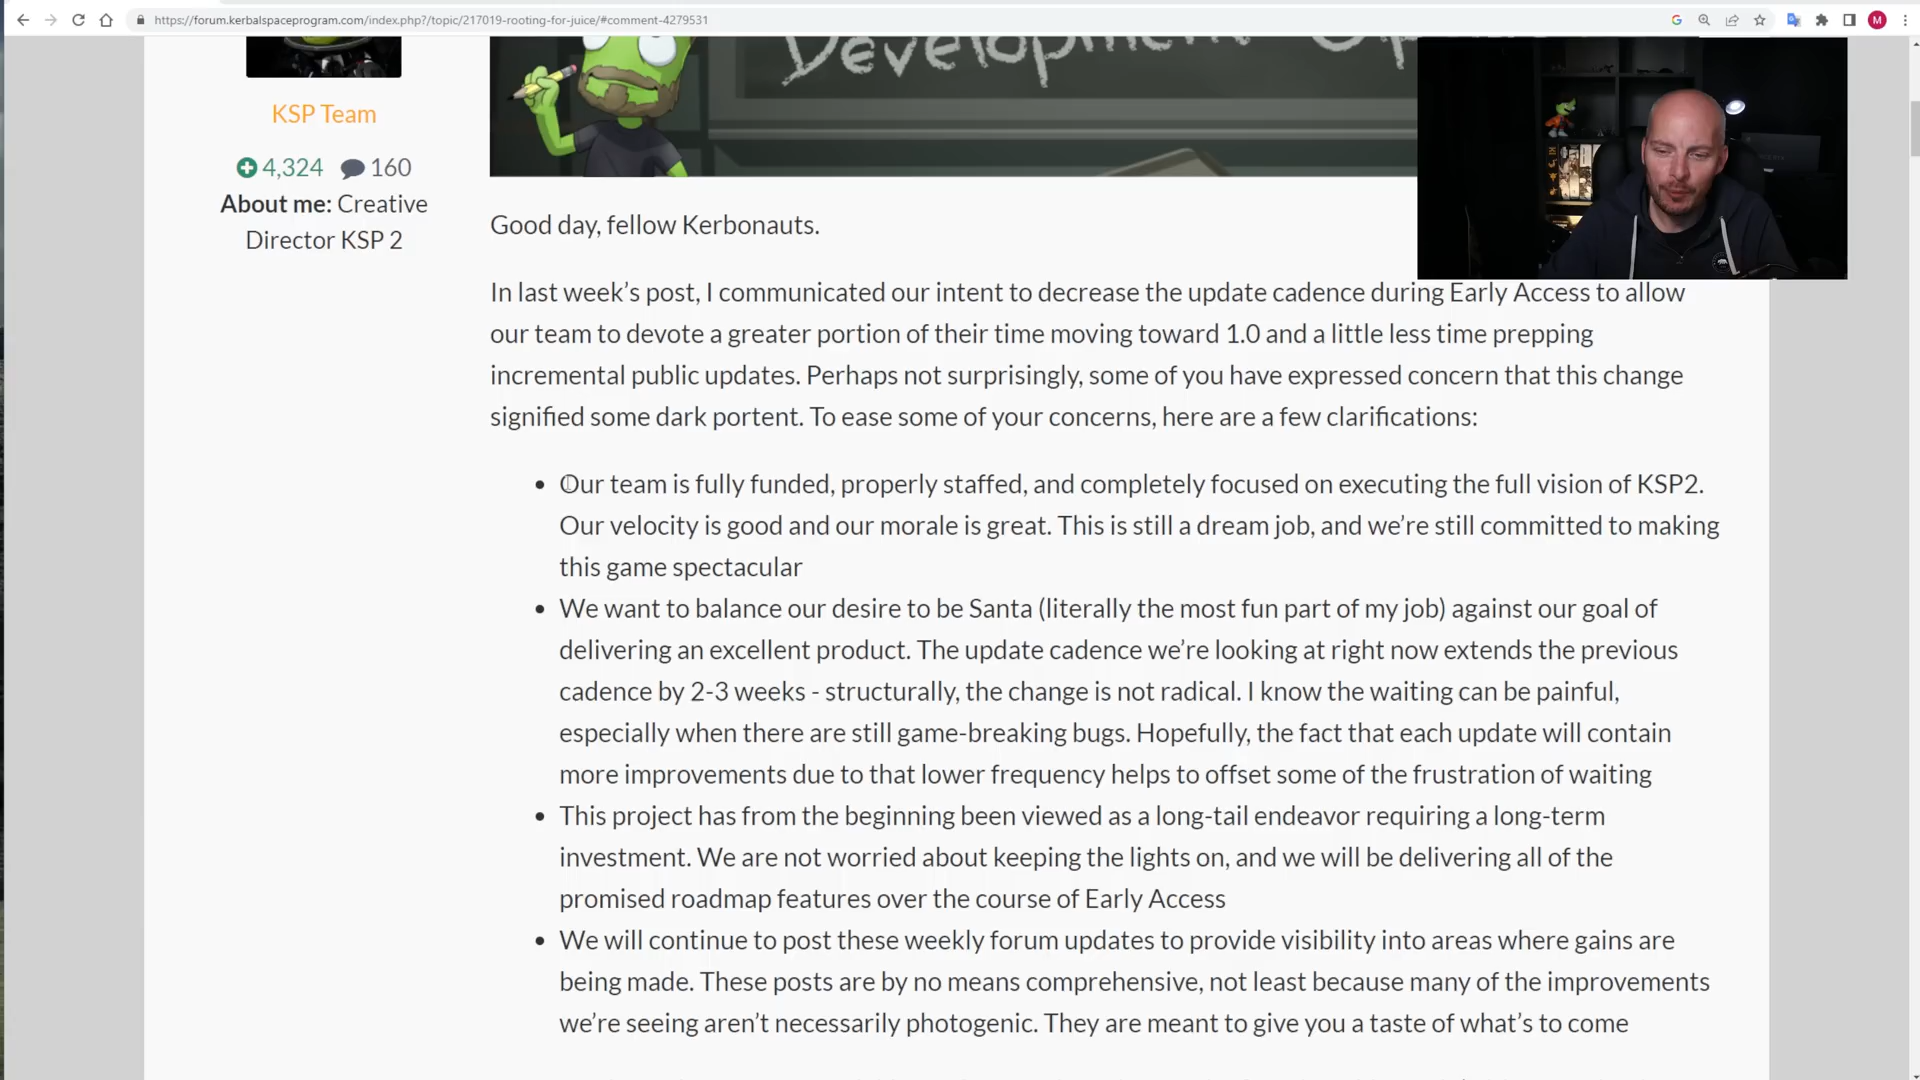 https://forum.kerbalspaceprogram.com/index.php?/topic/217019-rooting-for-juice/#comment-4279531
Development
KSP Team
4,324 160
About me: Creative
Director KSP 2
Good day, fellow Kerbonauts.
In last week’s post, I communicated our intent to decrease the update cadence during Early Access to allow
our team to devote a greater portion of their time moving toward 1.0 and a little less time prepping
incremental public updates. Perhaps not surprisingly, some of you have expressed concern that this change
signified some dark portent. To ease some of your concerns, here are a few clarifications:
Our team is fully funded, properly staffed, and completely focused on executing the full vision of KSP2.
Our velocity is good and our morale is great. This is still a dream job, and we’re still committed to making
this game spectacular
We want to balance our desire to be Santa (literally the most fun part of my job) against our goal of
delivering an excellent product. The update cadence we’re looking at right now extends the previous
cadence by 2-3 weeks - structurally, the change is not radical. I know the waiting can be painful,
especially when there are still game-breaking bugs. Hopefully, the fact that each update will contain
more improvements due to that lower frequency helps to offset some of the frustration of waiting
This project has from the beginning been viewed as a long-tail endeavor requiring a long-term
investment. We are not worried about keeping the lights on, and we will be delivering all of the
promised roadmap features over the course of Early Access
We will continue to post these weekly forum updates to provide visibility into areas where gains are
being made. These posts are by no means comprehensive, not least because many of the improvements
we’re seeing aren’t necessarily photogenic. They are meant to give you a taste of what’s to come